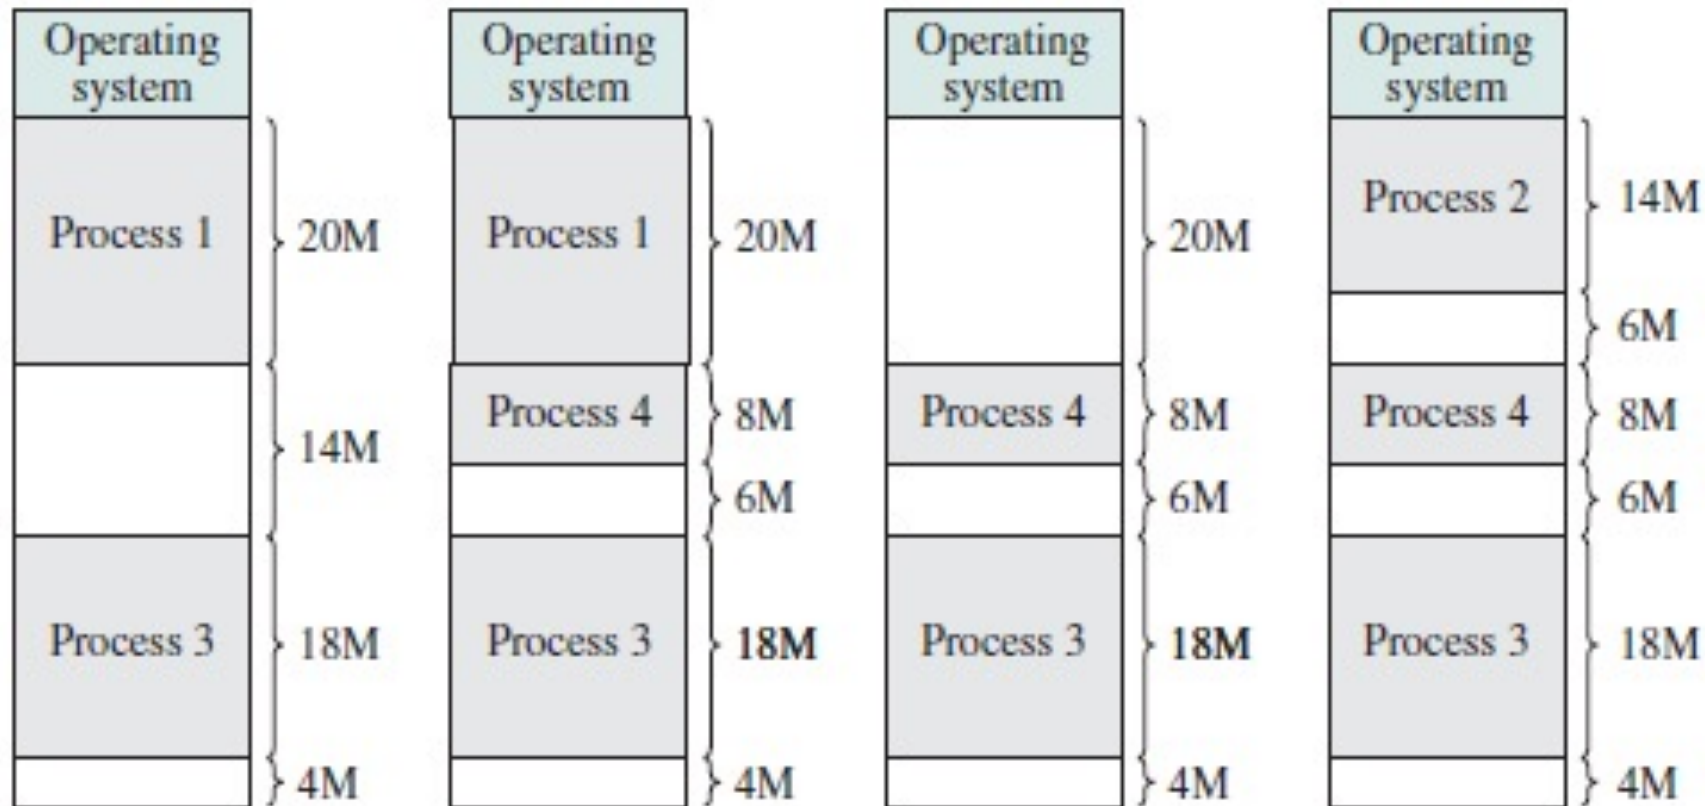 Operating
system
Process 1
20M
14M
Process 3
18M
4M
Operating
system
Process 1
20M
Process 4
8M
6M
Process 3
18M
4M
Operating
system
20M
Process 4
8M
6M
Process 3
18M
4M
Operating
system
Process 2
14M
6M
Process 4
8M
6M
Process 3
18M
4M